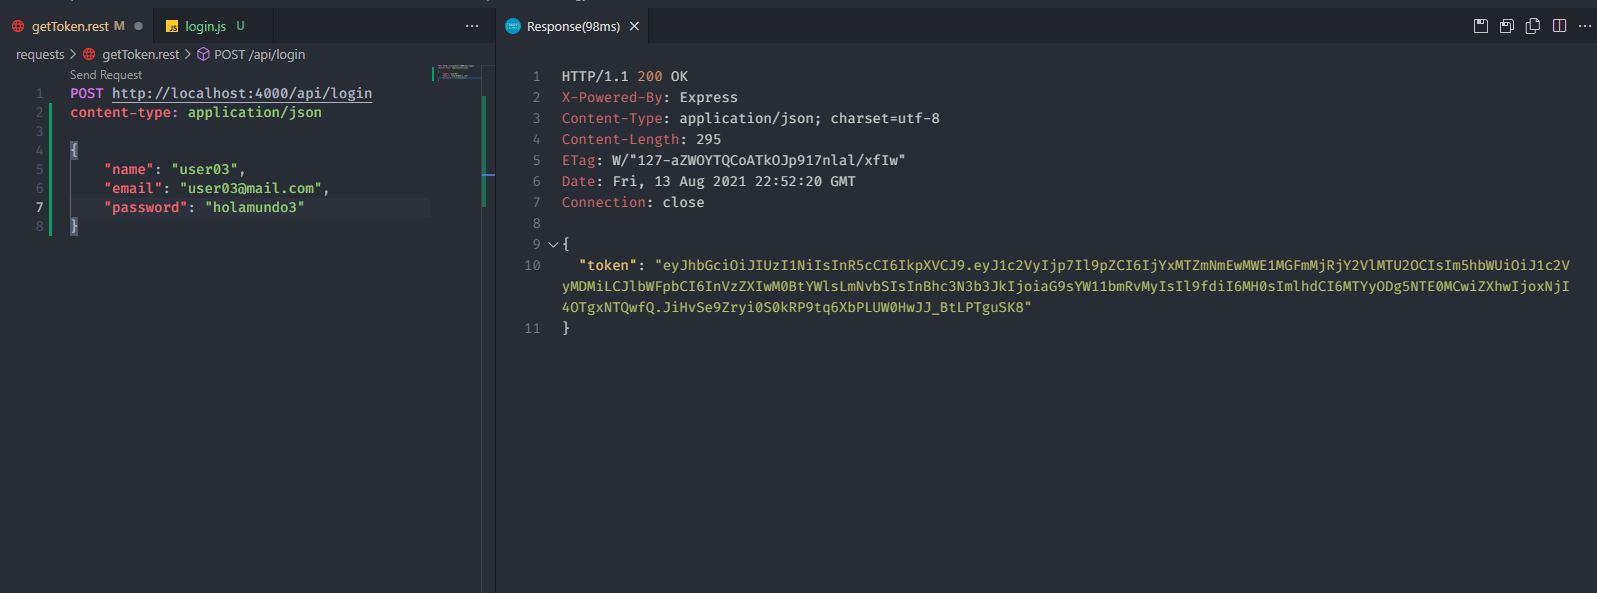 getToken.rest M
login.js U
requests > getToken.rest > POST /api/login
Send Request
1 POST http://localhost:4000/api/login
2 content-type: application/json
3
4 {
5 "name": "user03",
6 "email": "user03@mail.com",
7 "password": "holamundo3"
8 }
Response(98ms)
1 HTTP/1.1 200 OK
2 X-Powered-By: Express
3 Content-Type: application/json; charset=utf-8
4 Content-Length: 295
5 ETag: W/"127-aZWOYTQCoATkOJp917nlal/xfIw"
6 Date: Fri, 13 Aug 2021 22:52:20 GMT
7 Connection: close
8
9 {
10 "token": "eyJhbGciOiJIUzI1NiIsInR5cCI6IkpXVCJ9.eyJ1c2VyIjp7Il9pZCI6IjYxMTZmNmEwMWE1MGFmMjRjY2VlMTU2OCIsIm5hbWUiOiJ1c2V
yMDMiLCJlbWFpbCI6InVzZXIwM0BtYWlsLmNvbSIsInBhc3N3b3JkIjoiaG9sYW11bmRvMyIsIl9fdiI6MH0sImlhdCI6MTYyODg5NTE0MCwiZXhwIjoxNjI
4OTgxNTQwfQ.JiHvSe9Zryi0S0kRP9tq6XbPLUW0HwJJ_BtLPTguSK8"
11 }